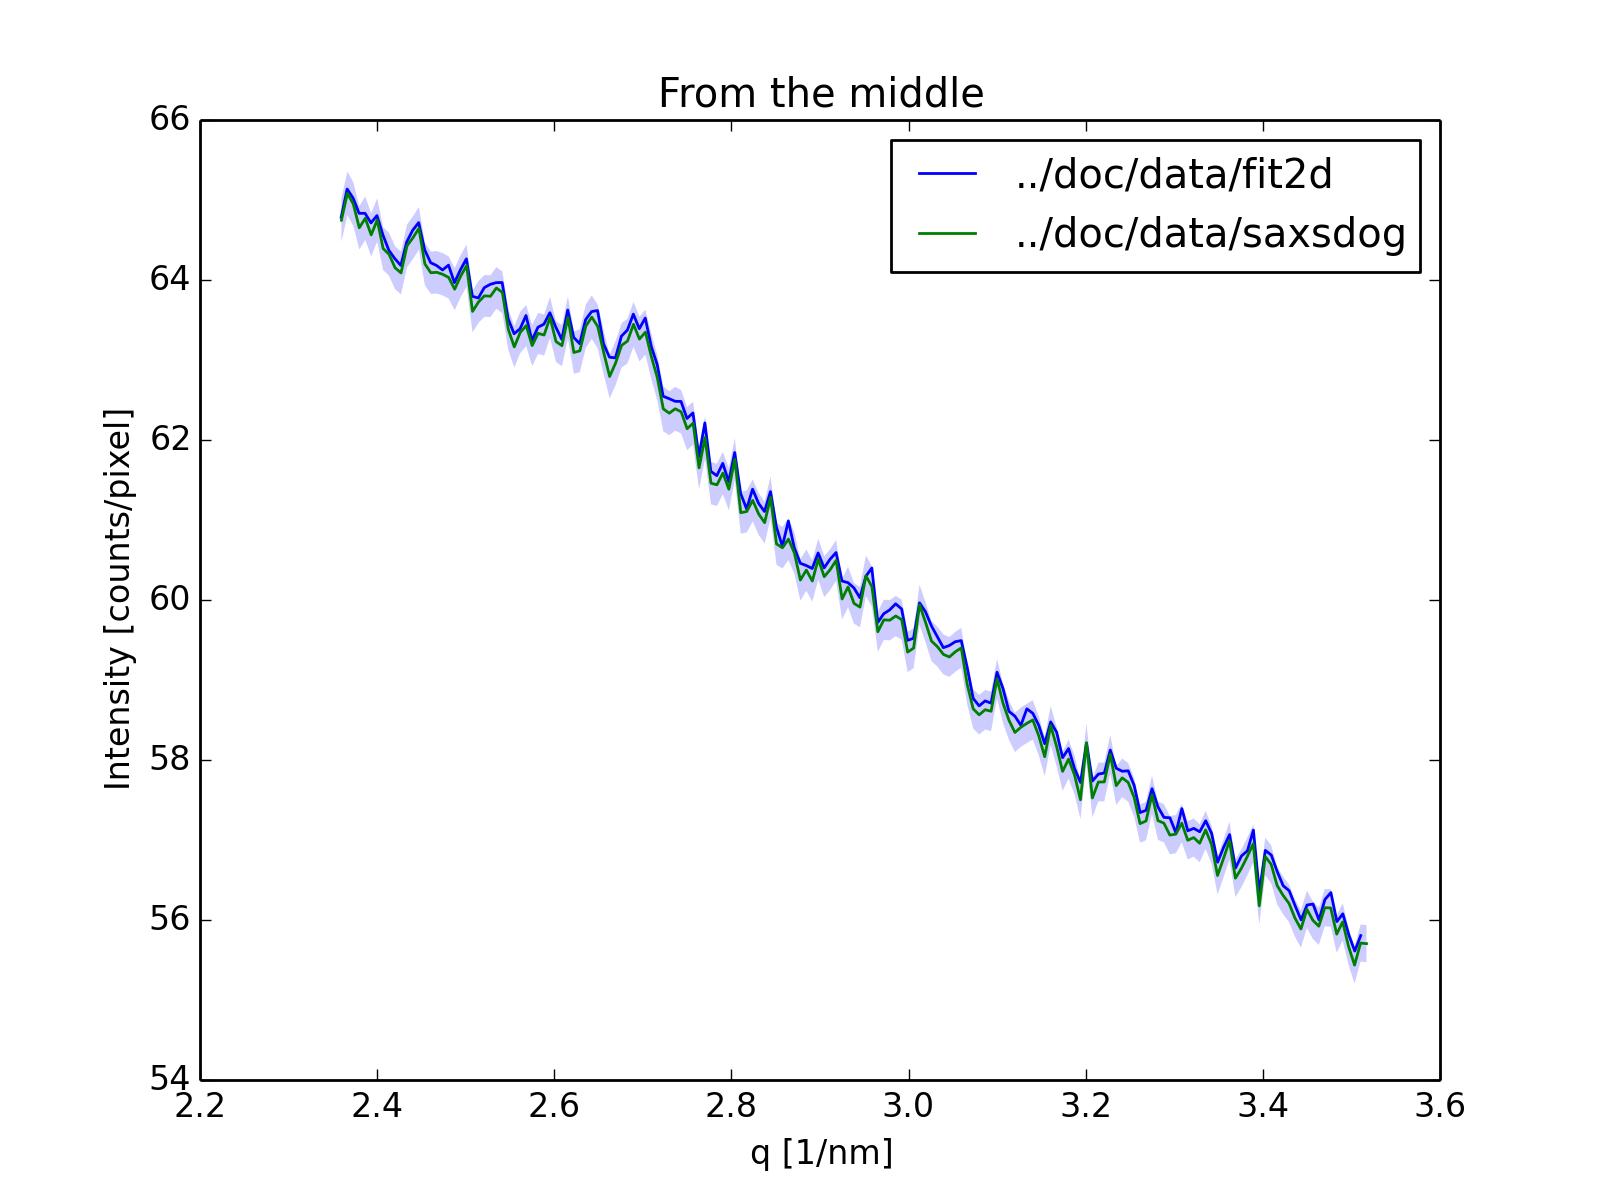 From the middle
../doc/data/fit2d
../doc/data/saxsdog
66
64
62
60
58
56
54
Intensity [counts/pixel]
2.2 2.4 2.6 2.8 3.0 3.2 3.4 3.6
q [1/nm]